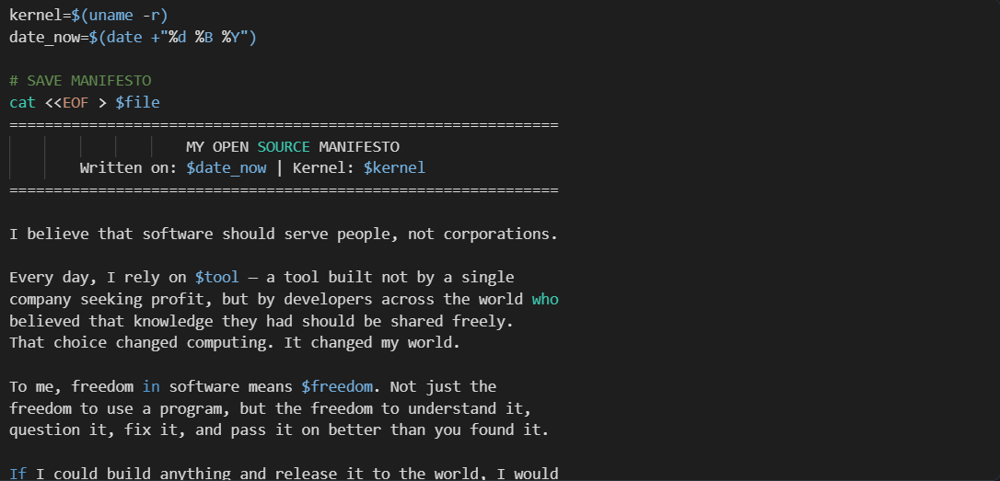 kernel=$(uname -r)
date_now=$(date +"%d %B %Y")
# SAVE MANIFESTO
cat <<EOF > $file
==============================================================
MY OPEN SOURCE MANIFESTO
Written on: $date_now | Kernel: $kernel
==============================================================
I believe that software should serve people, not corporations.
Every day, I rely on $tool — a tool built not by a single
company seeking profit, but by developers across the world who
believed that knowledge they had should be shared freely.
That choice changed computing. It changed my world.
To me, freedom in software means $freedom. Not just the
freedom to use a program, but the freedom to understand it,
question it, fix it, and pass it on better than you found it.
If I could build anything and release it to the world, I would